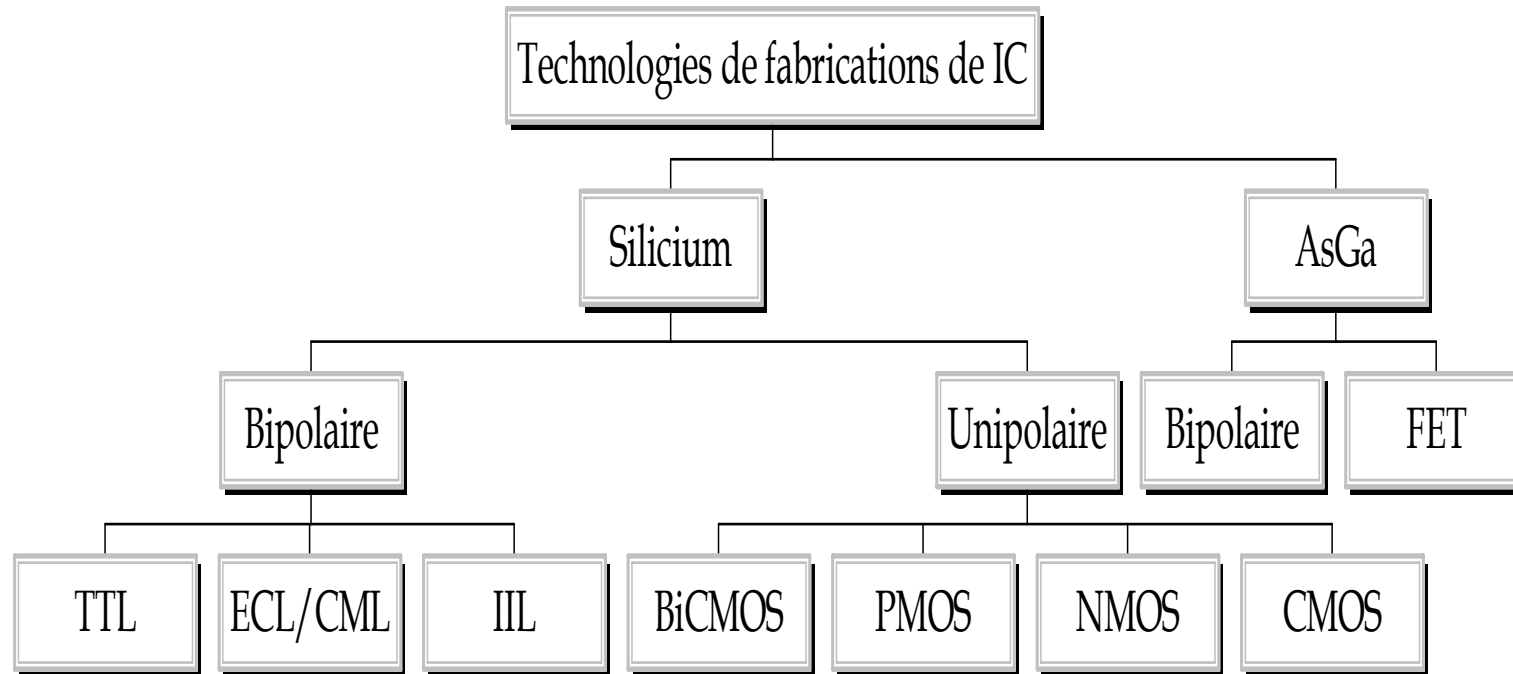 Technologies de fabrications de IC
Silicium
AsGa
Bipolaire
Unipolaire
Bipolaire
FET
TTL
ECL/CML
IIL
BiCMOS
PMOS
NMOS
CMOS